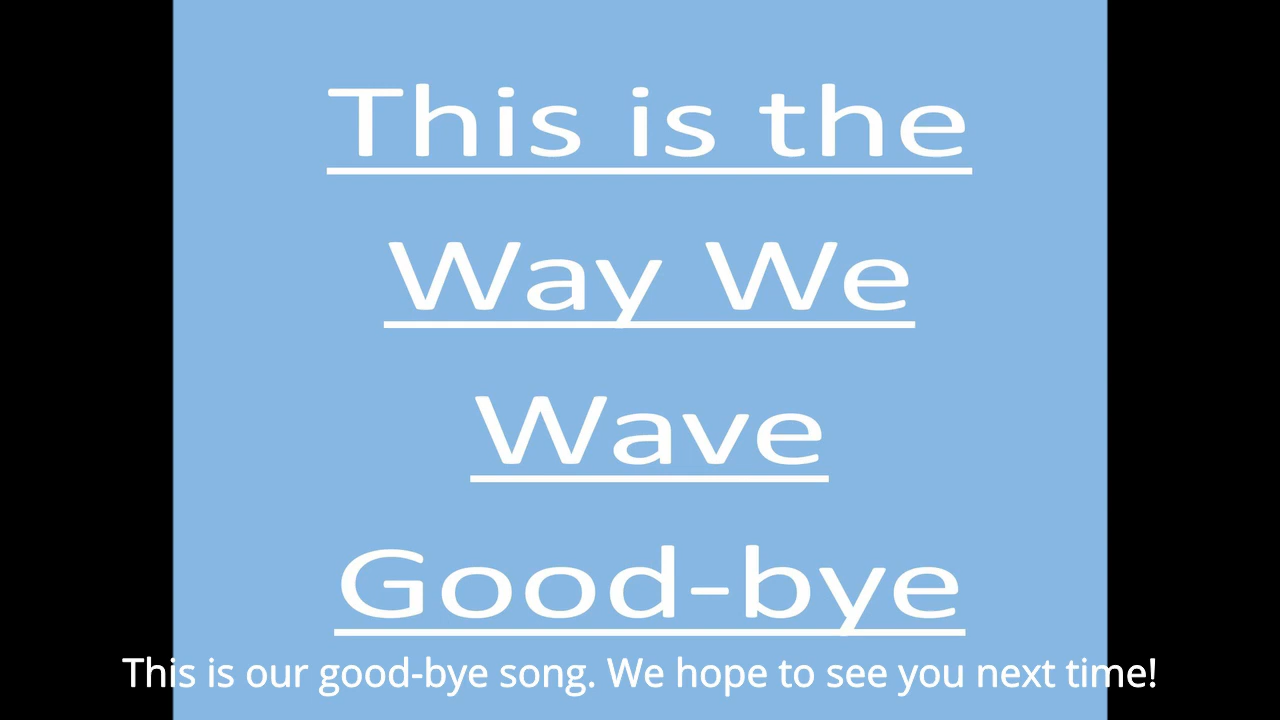 This is the
Way We
Wave
Good-bye
This is our good-bye song. We hope to see you next time!